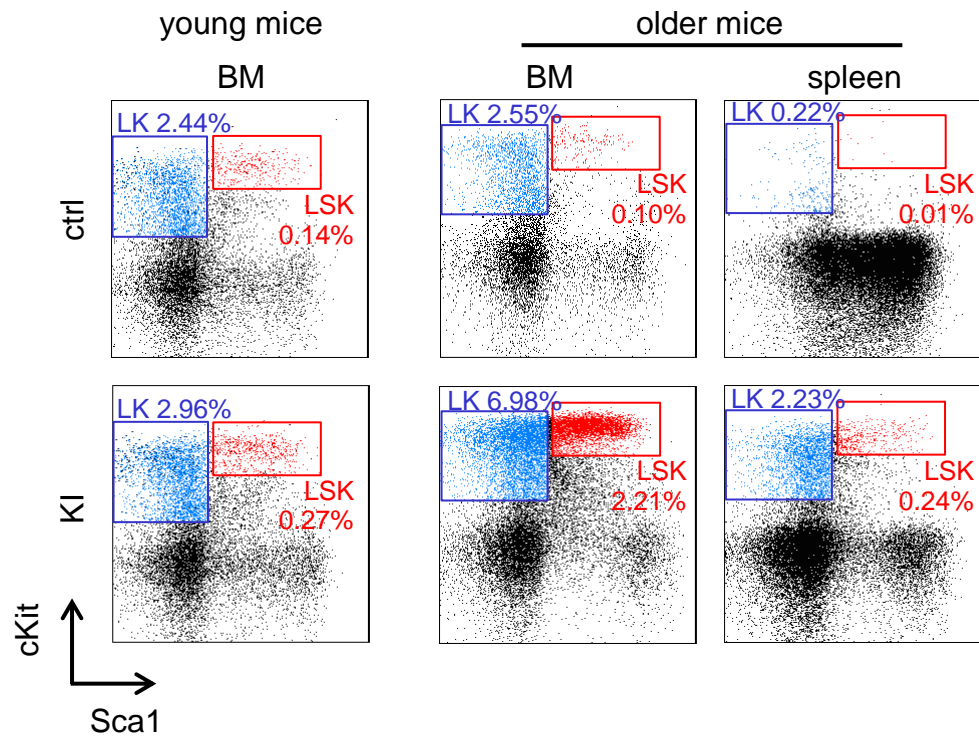 young mice
older mice
BM
BM
spleen
ctrl
LK 2.44%
LSK
0.14%
LK 2.55%
LSK
0.10%
LK 0.22%
LSK
0.01%
KI
LK 2.96%
LSK
0.27%
LK 6.98%
LSK
2.21%
LK 2.23%
LSK
0.24%
cKit
Sca1